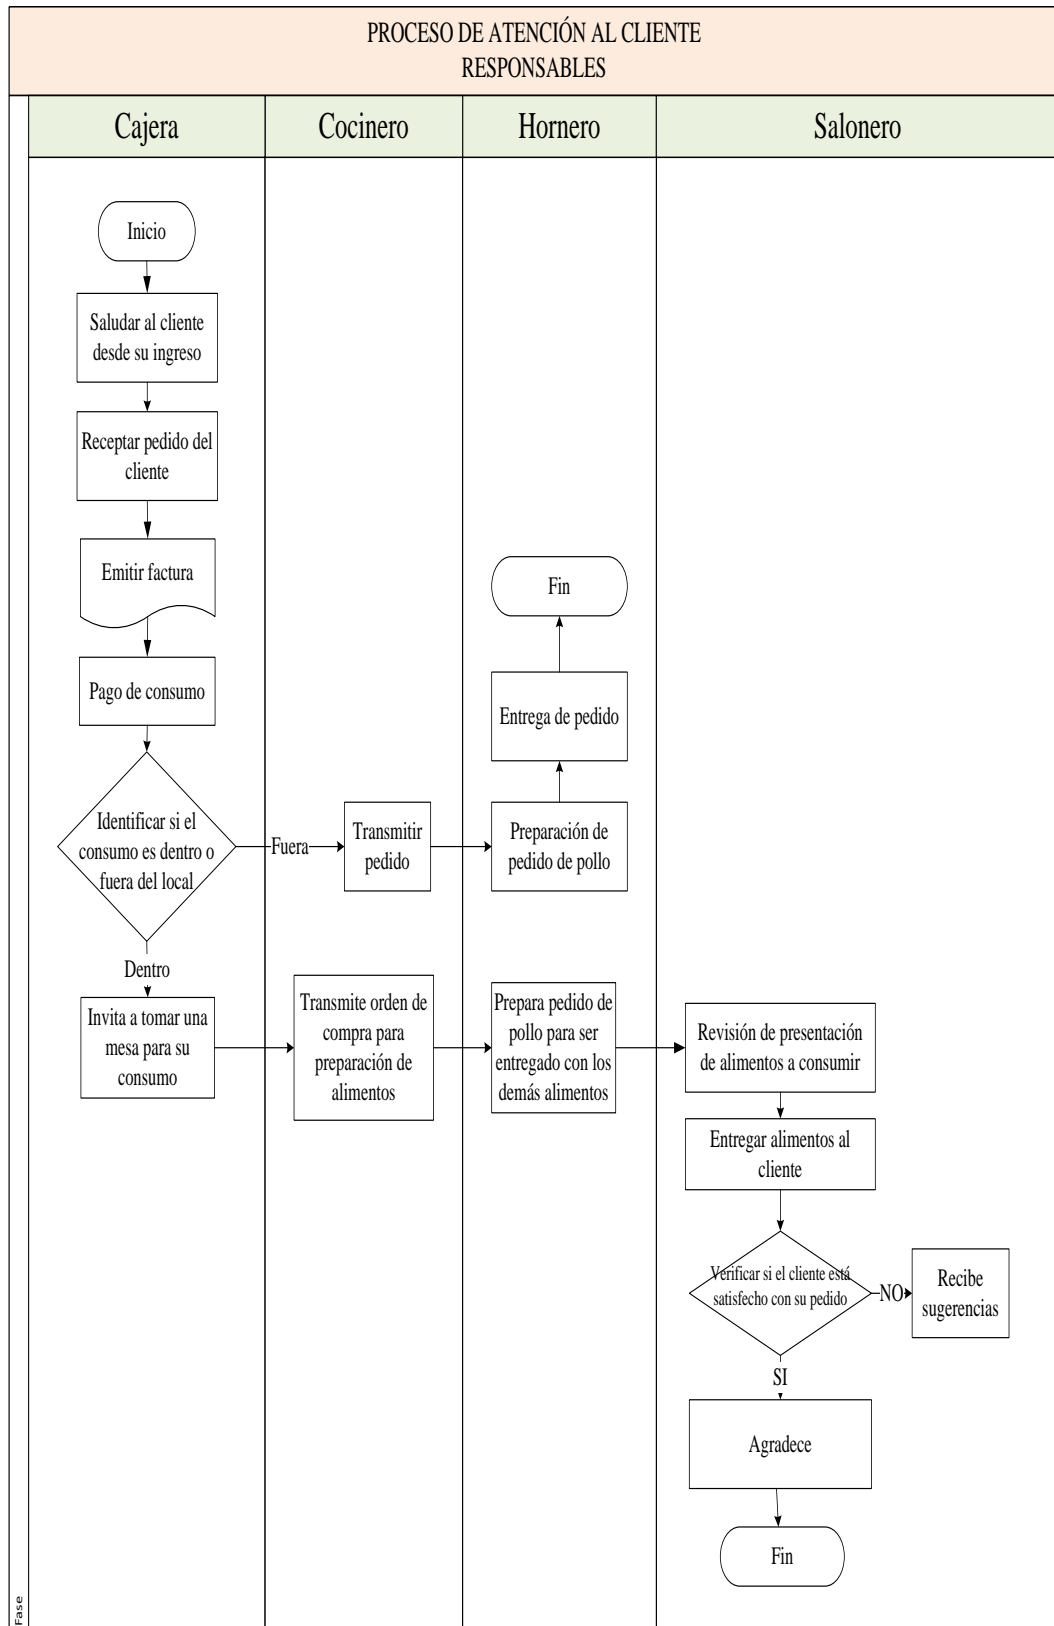 PROCESO DE ATENCIÓN AL CLIENTE
RESPONSABLES
Cajera
Cocinero
Hornero
Salonero
Inicio
Saludar al cliente
desde su ingreso
Receptar pedido del
cliente
Emitir factura
Pago de consumo
Identificar si el
consumo es dentro o
fuera del local
Fuera
Transmitir
pedido
Preparación de
pedido de pollo
Entrega de pedido
Fin
Dentro
Invita a tomar una
mesa para su
consumo
Transmite orden de
compra para
preparación de
alimentos
Prepara pedido de
pollo para ser
entregado con los
demás alimentos
Revisión de presentación
de alimentos a consumir
Entregar alimentos al
cliente
Verificar si el cliente está
satisfecho con su pedido
NO
Recibe
sugerencias
SI
Agradece
Fin
Fase